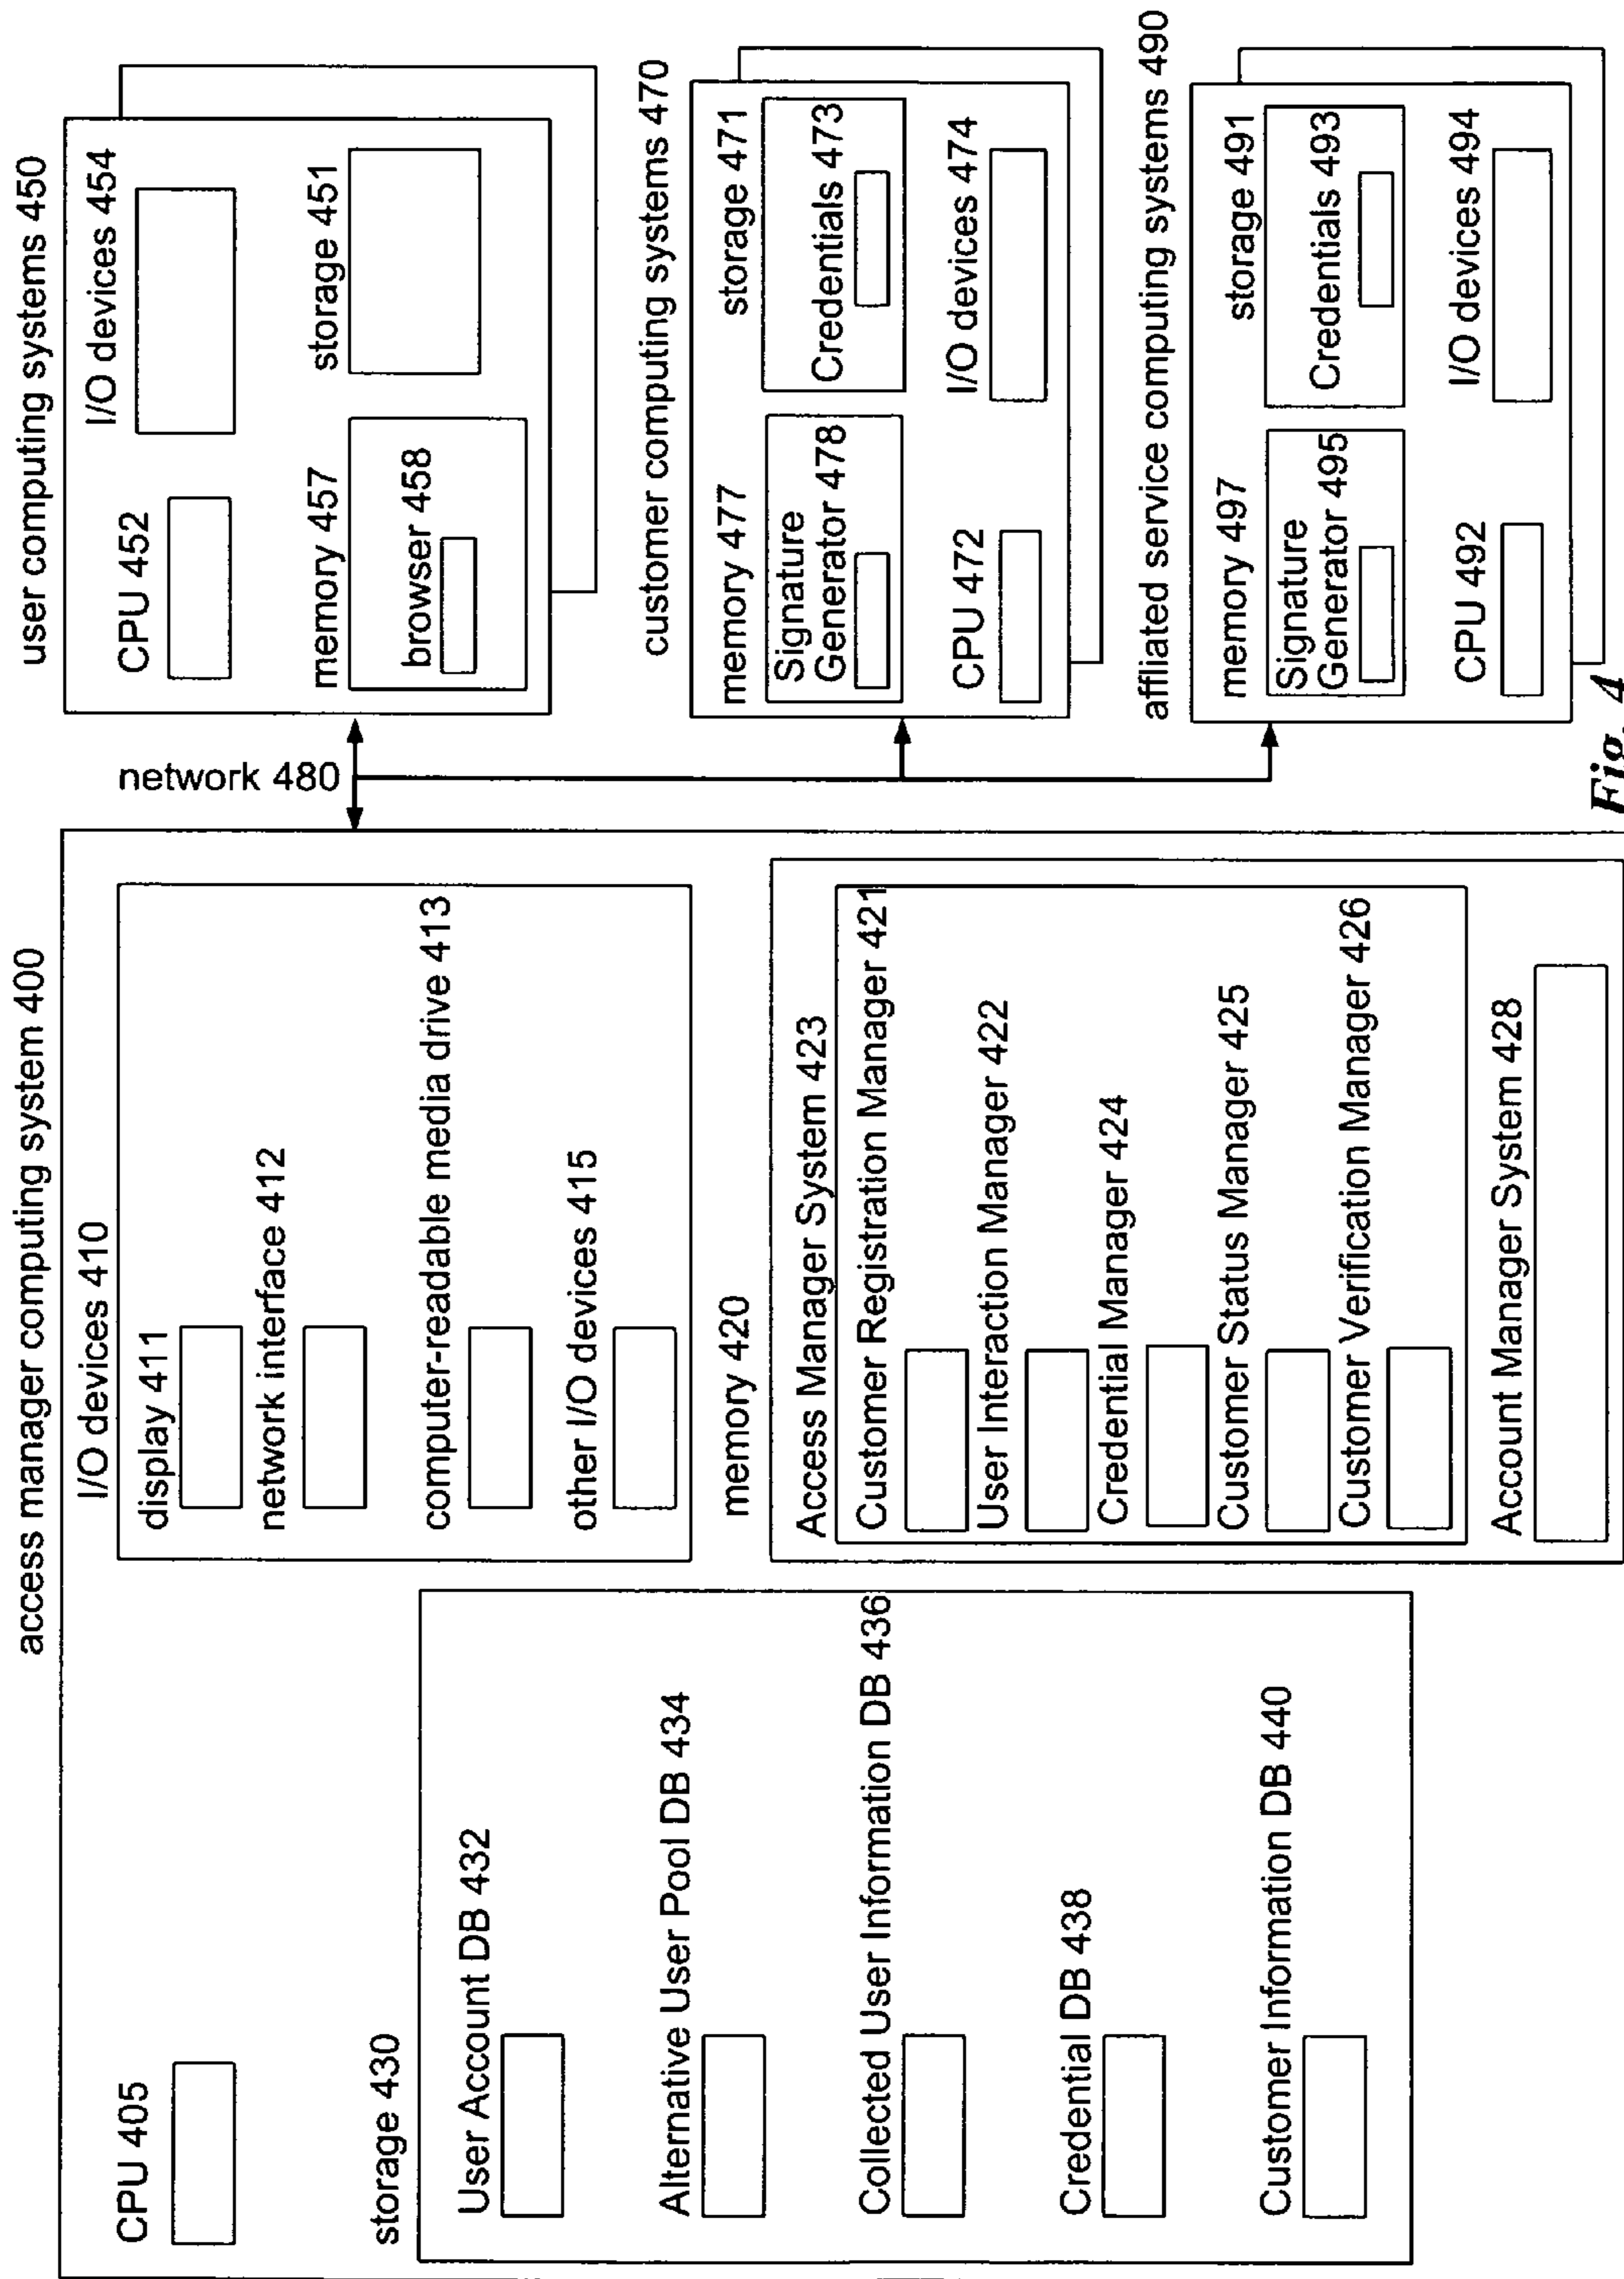 access manager computing system 400
CPU 405
storage 430
User Account DB 432
Alternative User Pool DB 434
Collected User Information DB 436
Credential DB 438
Customer Information DB 440
I/O devices 410
display 411
network interface 412
computer-readable media drive 413
other I/O devices 415
memory 420
Access Manager System 423
Customer Registration Manager 421
User Interaction Manager 422
Credential Manager 424
Customer Status Manager 425
Customer Verification Manager 426
Account Manager System 428
network 480
user computing systems 450
CPU 452
I/O devices 454
memory 457
browser 458
storage 451
customer computing systems 470
memory 477
Signature
Generator 478
storage 471
Credentials 473
CPU 472
I/O devices 474
affliated service computing systems 490
memory 497
Signature
Generator 495
storage 491
Credentials 493
CPU 492
I/O devices 494
Fig. 4